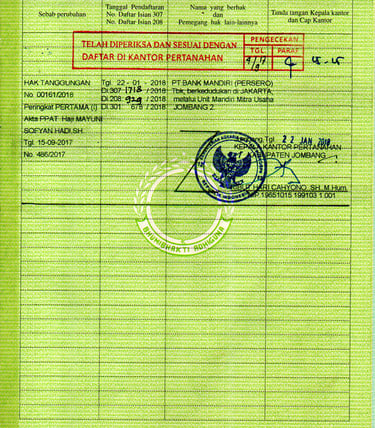 Sebab perubahan
Tanggal Pendaftaran
No. Daftar Isian 307
No. Daftar Isian 208
Nama yang berhak
dan
Pemegang hak lain-lainnya
Tanda tangan Kepala kantor
dan Cap Kantor
TELAH DIPERIKSA DAN SESUAI DENGAN
DAFTAR DI KANTOR PERTANAHAN
PENGECEKAN
TGL PARAF
HAK TANGGUNGAN
No. 00161/2018
Peringkat PERTAMA (I)
Akta PPAT Haji MAYUNI
SOFYAN HADI.SH.
Tgl. 15-09-2017
No. 486/2017
Tgl. 22 - 01 - 2018
Di.307. 1718 / 2018
Di.208. 929 / 2018
Di.301. 678 / 2018
PT BANK MANDIRI (PERSERO)
Tbk, berkedudukan di JAKARTA,
melalui Unit Mandiri Mitra Usaha
JOMBANG 2
Tgl. 22 JAN 2018
KEPALA KANTOR PERTANAHAN
KABUPATEN JOMBANG
HARI CAHYONO, SH, M.Hum.
19651015 199103 1 001
BHUMIBHAKTI ADHIGUNA